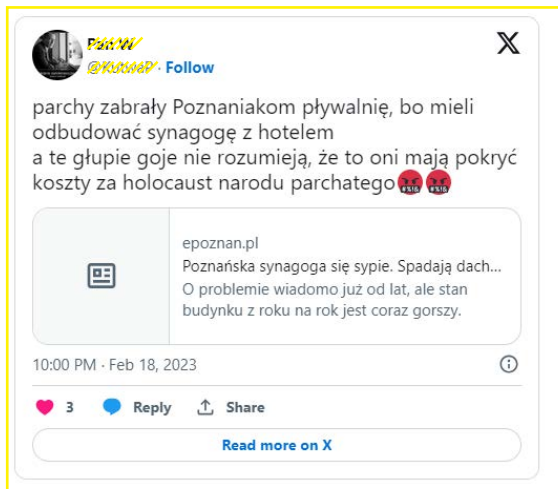 · Follow
parchy zabrały Poznaniakom pływalnię, bo mieli
odbudować synagogę z hotelem
a te głupie goje nie rozumieją, że to oni mają pokryć
koszty za holocaust narodu parchatego
epoznan.pl
Poznańska synagoga się sypie. Spadają dach...
O problemie wiadomo już od lat, ale stan
budynku z roku na rok jest coraz gorszy.
10:00 PM · Feb 18, 2023
3 Reply Share
Read more on X